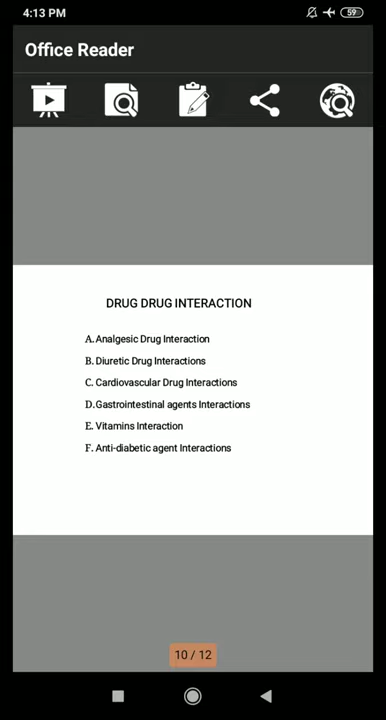 4:13 PM
59
Office Reader
DRUG DRUG INTERACTION
A. Analgesic Drug Interaction
B. Diuretic Drug Interactions
C. Cardiovascular Drug Interactions
D. Gastrointestinal agents Interactions
E. Vitamins Interaction
F. Anti-diabetic agent Interactions
10 / 12